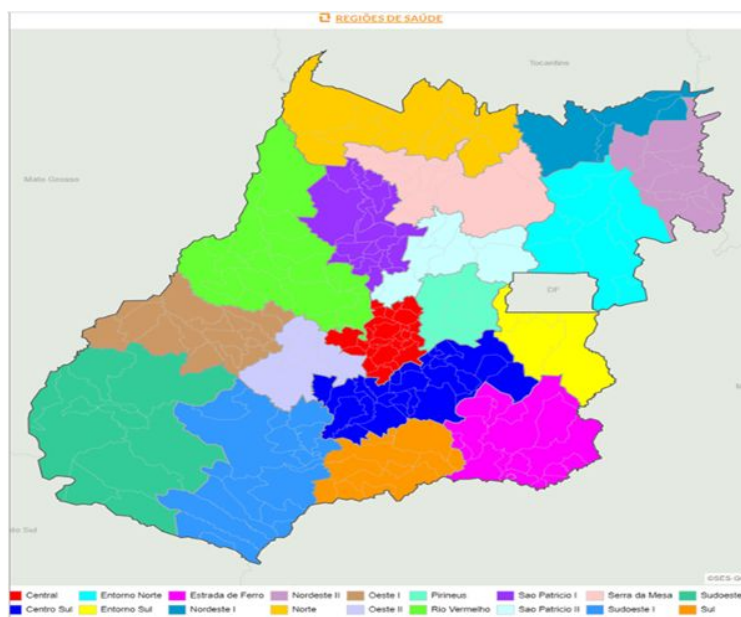 REGIÕES DE SAÚDE
Tocantins
Mato Grosso
DF
do Sul
©SES-G
Central Entorno Norte Estrada de Ferro Nordeste II Oeste I Pirineus Sao Patricio I Serra da Mesa Sudoeste
Centro Sul Entorno Sul Nordeste I Norte Oeste II Rio Vermelho Sao Patricio II Sudoeste I Sul